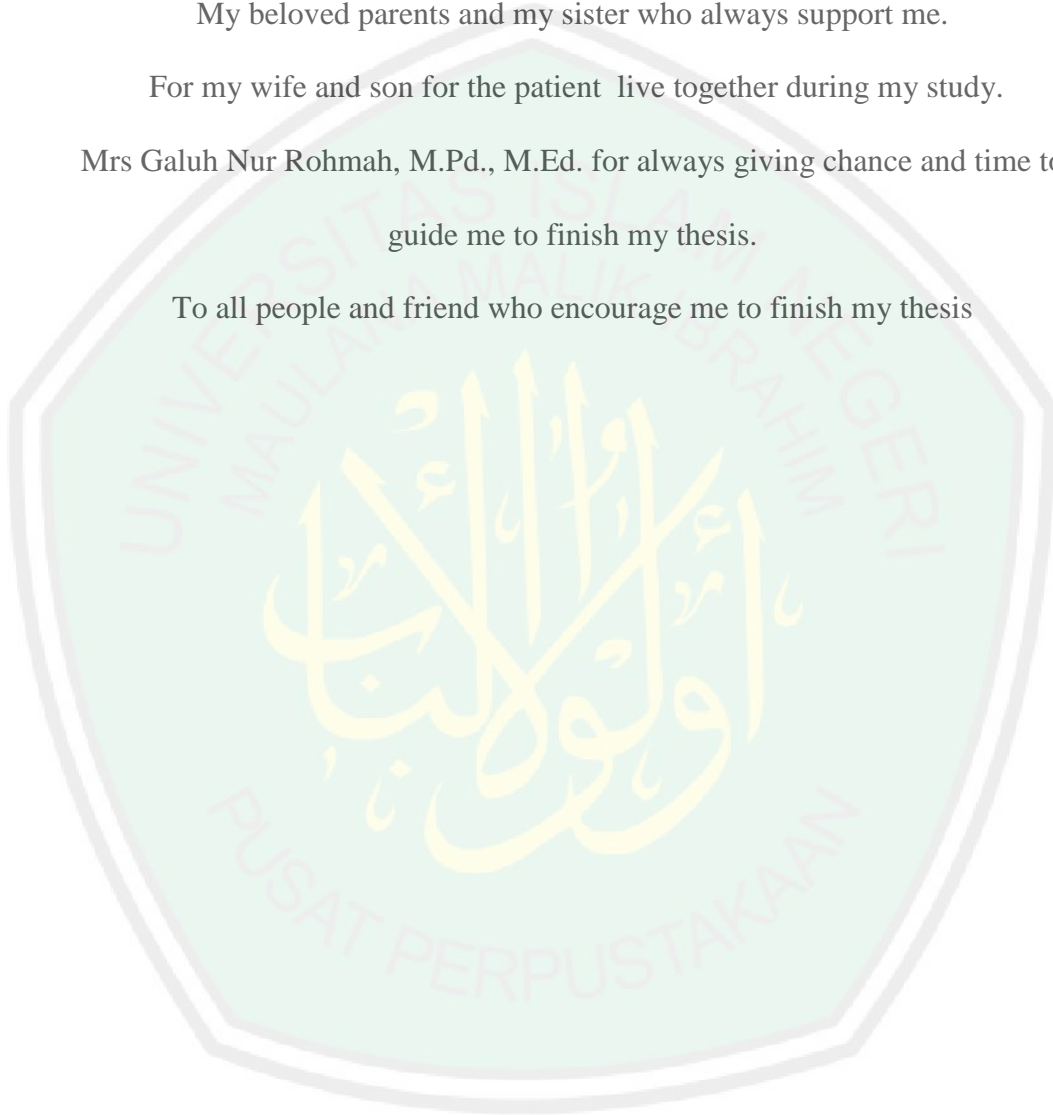 My beloved parents and my sister who always support me.
For my wife and son for the patient live together during my study.
Mrs Galuh Nur Rohmah, M.Pd., M.Ed. for always giving chance and time to
guide me to finish my thesis.
To all people and friend who encourage me to finish my thesis
UNIVERSITAS ISLAM NEGERI
MAULANA MALIK IBRAHIM
أولو الألباب
PUSAT PERPUSTAKAAN